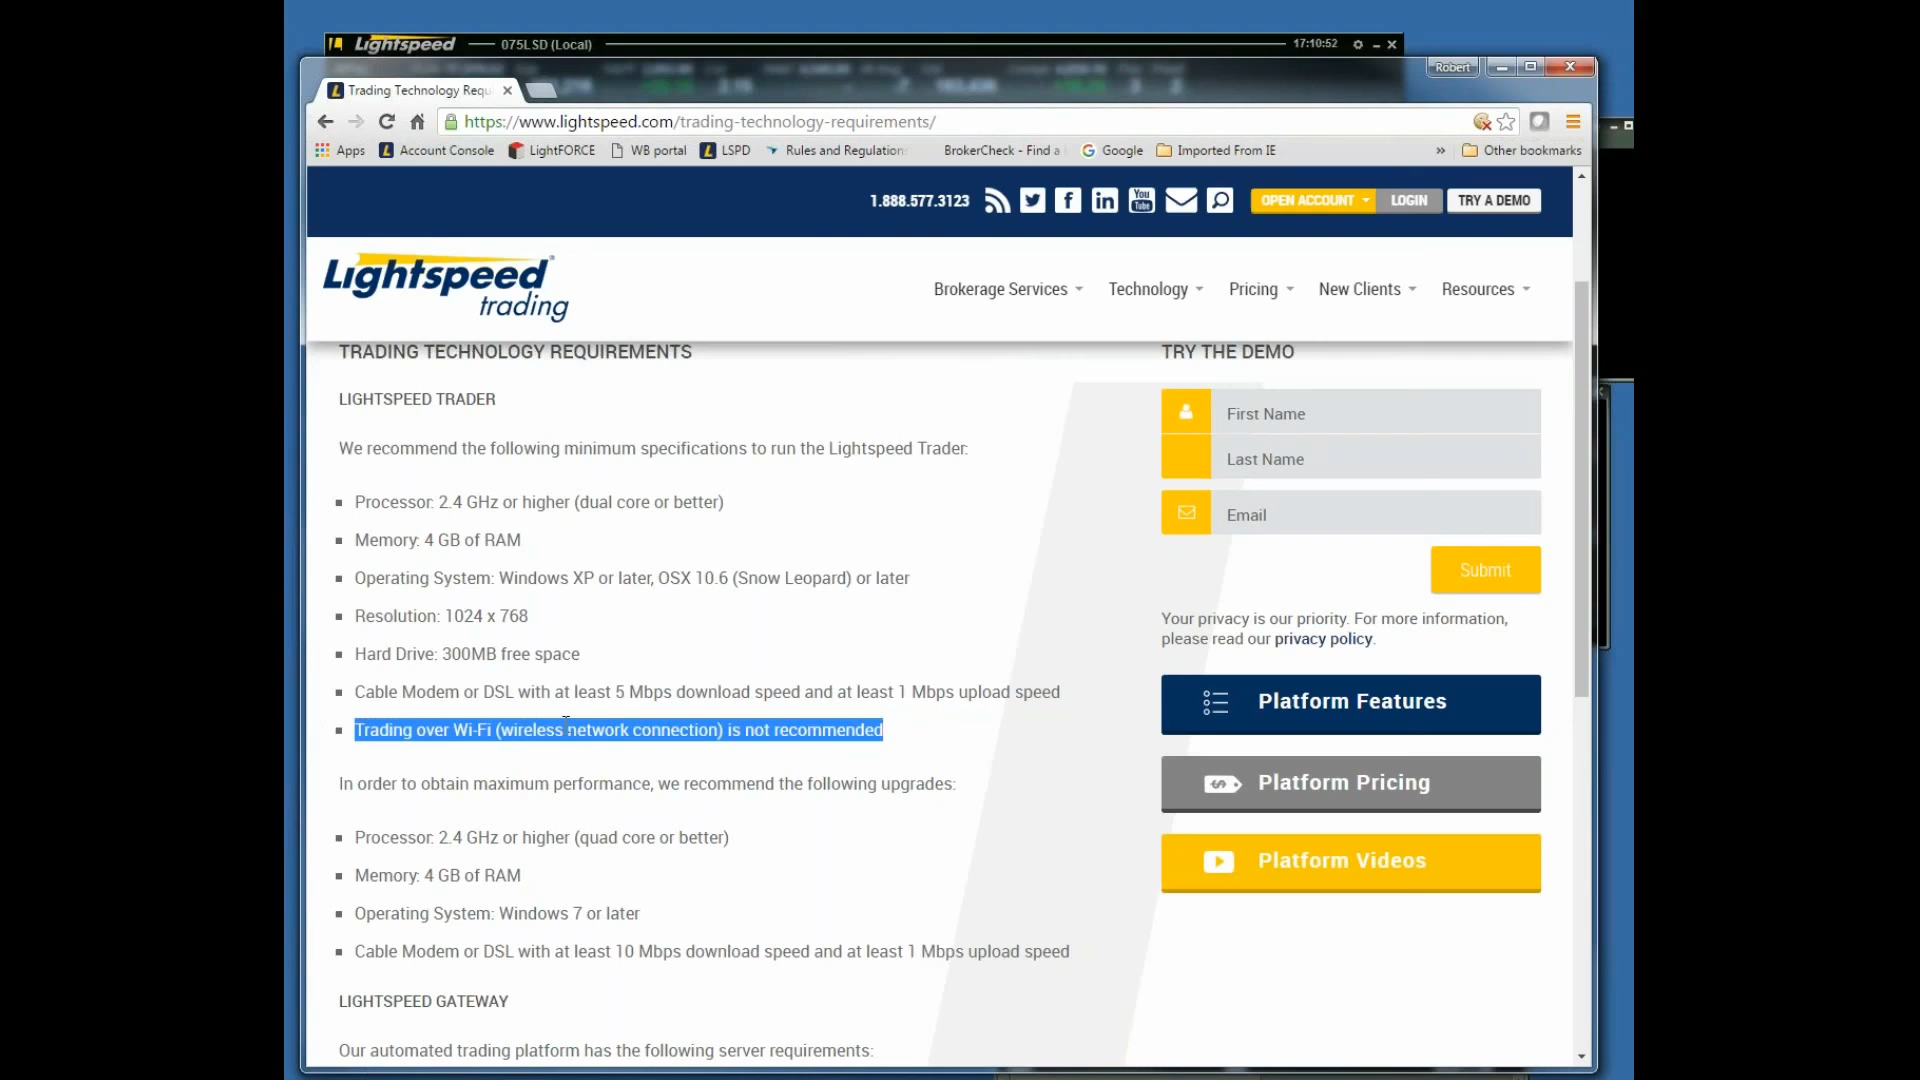 Lightspeed 075LSD (Local) 17:10:52
Robert
Trading Technology Requ
https://www.lightspeed.com/trading-technology-requirements/
Apps Account Console LightFORCE WB portal LSPD Rules and Regulation BrokerCheck - Find a Google Imported From IE » Other bookmarks
1.888.577.3123 You Tube OPEN ACCOUNT LOGIN TRY A DEMO
Lightspeed
trading
Brokerage Services Technology Pricing New Clients Resources
TRADING TECHNOLOGY REQUIREMENTS
LIGHTSPEED TRADER
We recommend the following minimum specifications to run the Lightspeed Trader:
Processor: 2.4 GHz or higher (dual core or better)
Memory: 4 GB of RAM
Operating System: Windows XP or later, OSX 10.6 (Snow Leopard) or later
Resolution: 1024 x 768
Hard Drive: 300MB free space
Cable Modem or DSL with at least 5 Mbps download speed and at least 1 Mbps upload speed
Trading over Wi-Fi (wireless network connection) is not recommended
In order to obtain maximum performance, we recommend the following upgrades:
Processor: 2.4 GHz or higher (quad core or better)
Memory: 4 GB of RAM
Operating System: Windows 7 or later
Cable Modem or DSL with at least 10 Mbps download speed and at least 1 Mbps upload speed
LIGHTSPEED GATEWAY
Our automated trading platform has the following server requirements:
TRY THE DEMO
First Name
Last Name
Email
Submit
Your privacy is our priority. For more information,
please read our privacy policy.
Platform Features
Platform Pricing
Platform Videos